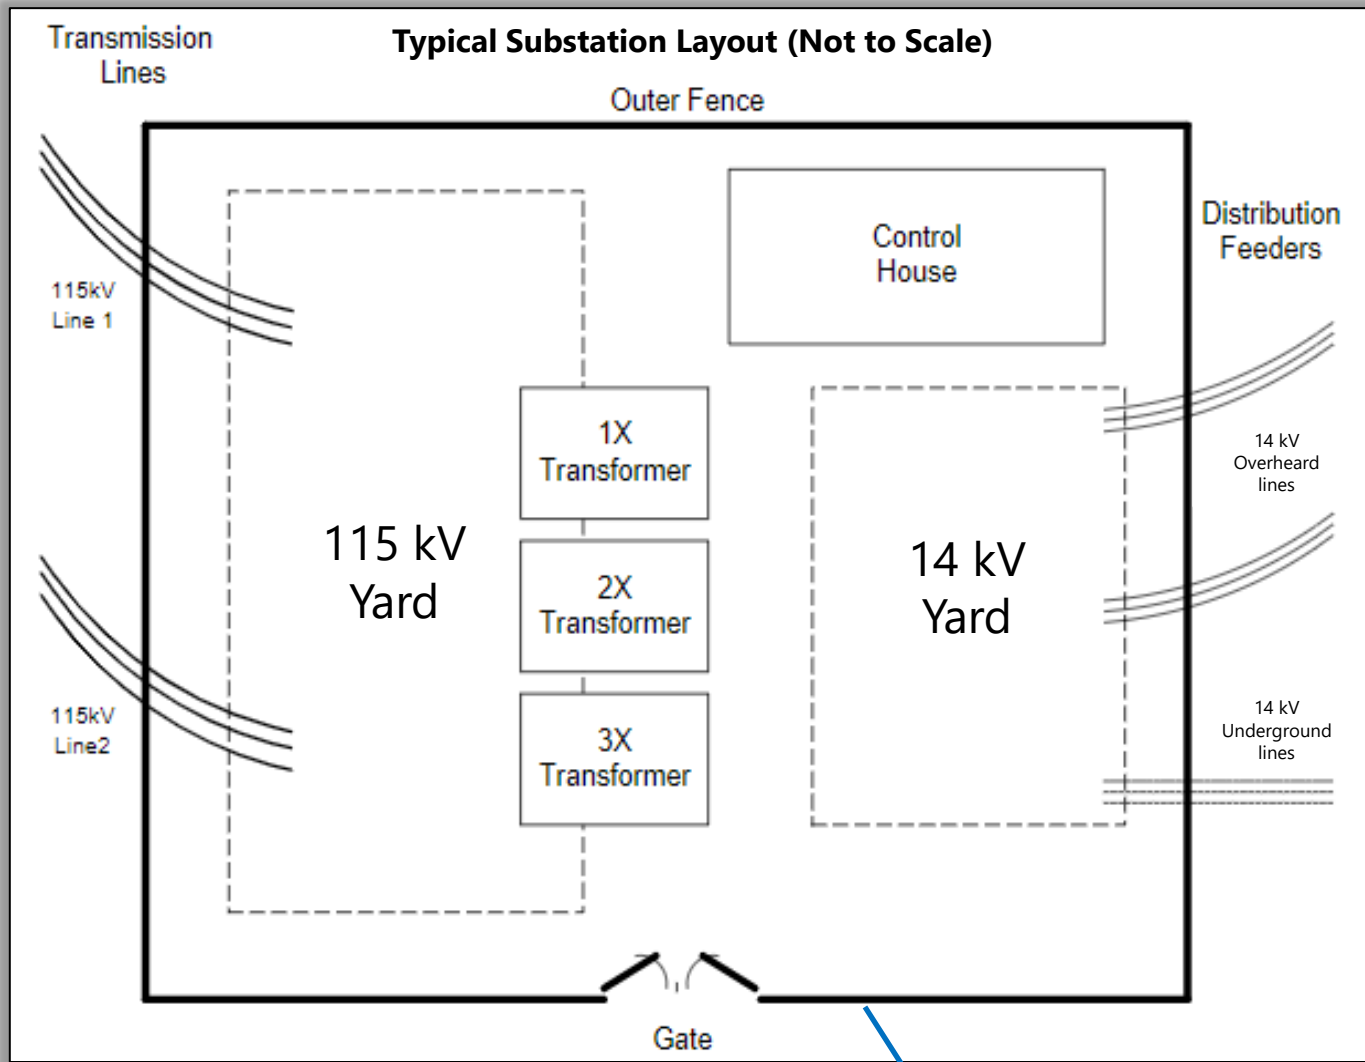 Typical Substation Layout (Not to Scale)
Transmission
Lines
Outer Fence
115kV
Line 1
Control
House
Distribution
Feeders
1X
Transformer
14 kV
Overheard
lines
115 kV
Yard
2X
Transformer
14 kV
Yard
115kV
Line2
3X
Transformer
14 kV
Underground
lines
Gate